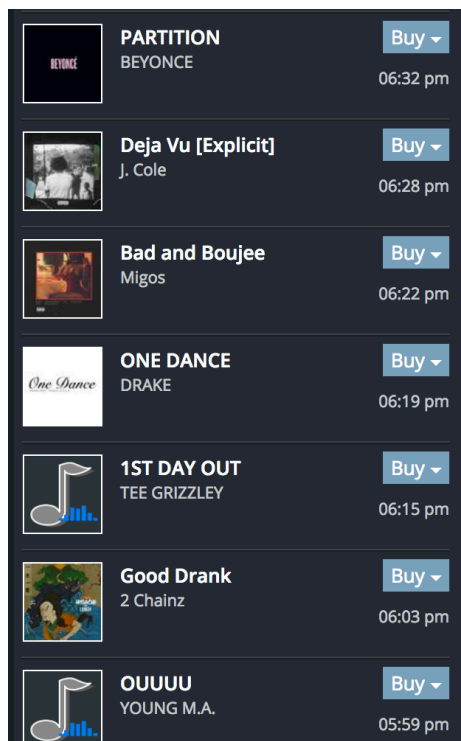 BEYONCÉ
PARTITION
BEYONCE
Buy
06:32 pm
Deja Vu [Explicit]
J. Cole
Buy
06:28 pm
Bad and Boujee
Migos
Buy
06:22 pm
One Dance
ONE DANCE
DRAKE
Buy
06:19 pm
1ST DAY OUT
TEE GRIZZLEY
Buy
06:15 pm
Good Drank
2 Chainz
Buy
06:03 pm
OUUUU
YOUNG M.A.
Buy
05:59 pm